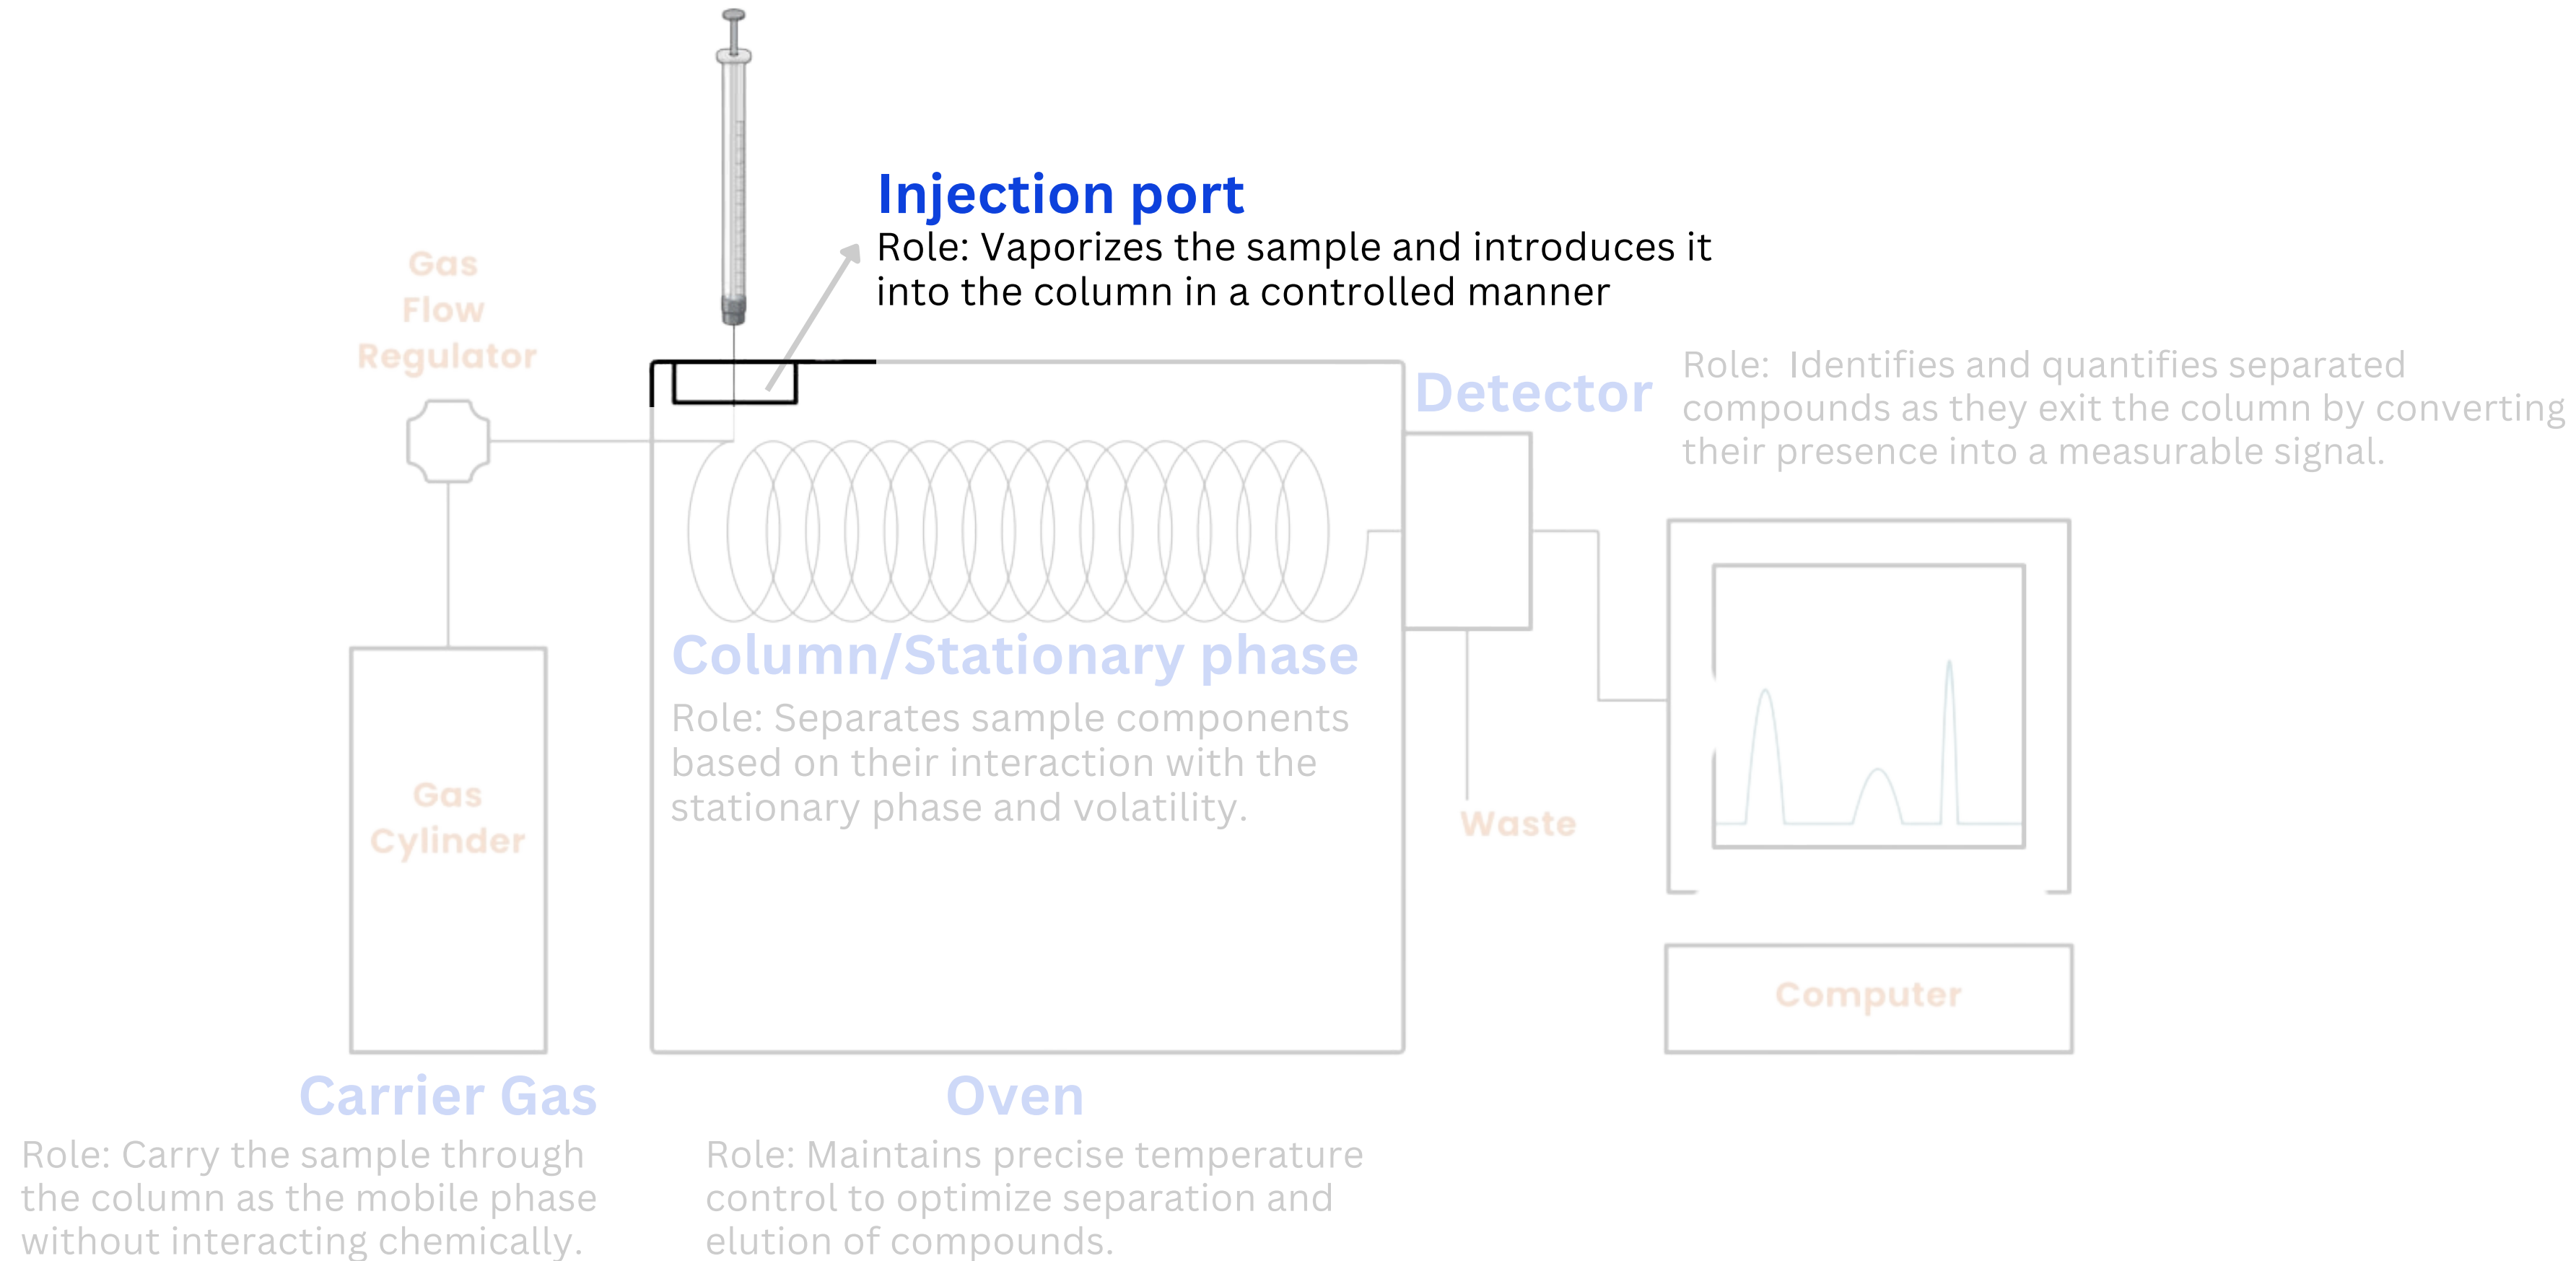 Injection port
Role: Vaporizes the sample and introduces it
into the column in a controlled manner
Gas
Flow
Regulator
Detector
Role:  Identifies and quantifies separated
compounds as they exit the column by converting
their presence into a measurable signal.
Column/Stationary phase
Role: Separates sample components
based on their interaction with the
stationary phase and volatility.
Gas
Cylinder
Waste
Computer
Carrier Gas
Role: Carry the sample through
the column as the mobile phase
without interacting chemically.
Oven
Role: Maintains precise temperature
control to optimize separation and
elution of compounds.